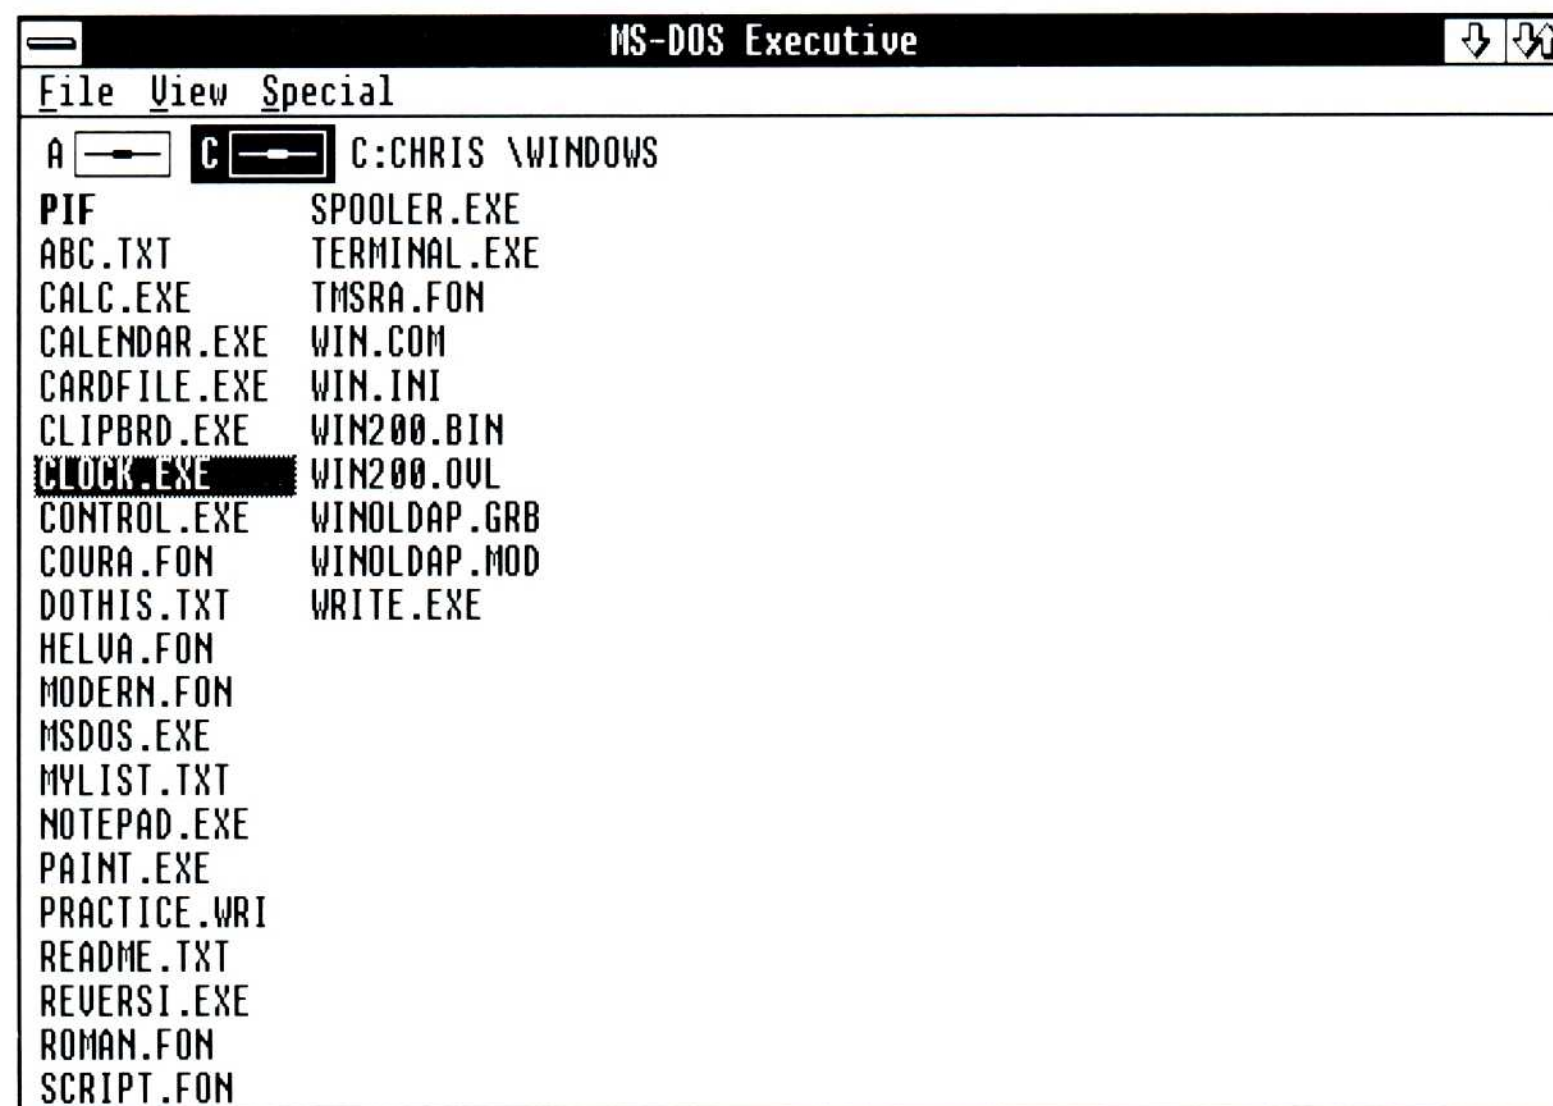 MS-DOS Executive
File View Special
A C C:CHRIS \WINDOWS
PIF
ABC.TXT
CALC.EXE
CALENDAR.EXE
CARDFILE.EXE
CLIPBRD.EXE
CLOCK.EXE
CONTROL.EXE
COURA.FON
DOTHIS.TXT
HELVA.FON
MODERN.FON
MSDOS.EXE
MYLIST.TXT
NOTEPAD.EXE
PAINT.EXE
PRACTICE.WRI
README.TXT
REVERSI.EXE
ROMAN.FON
SCRIPT.FON
SPOOLER.EXE
TERMINAL.EXE
TMSRA.FON
WIN.COM
WIN.INI
WIN200.BIN
WIN200.OVL
WINOLDAP.GRB
WINOLDAP.MOD
WRITE.EXE